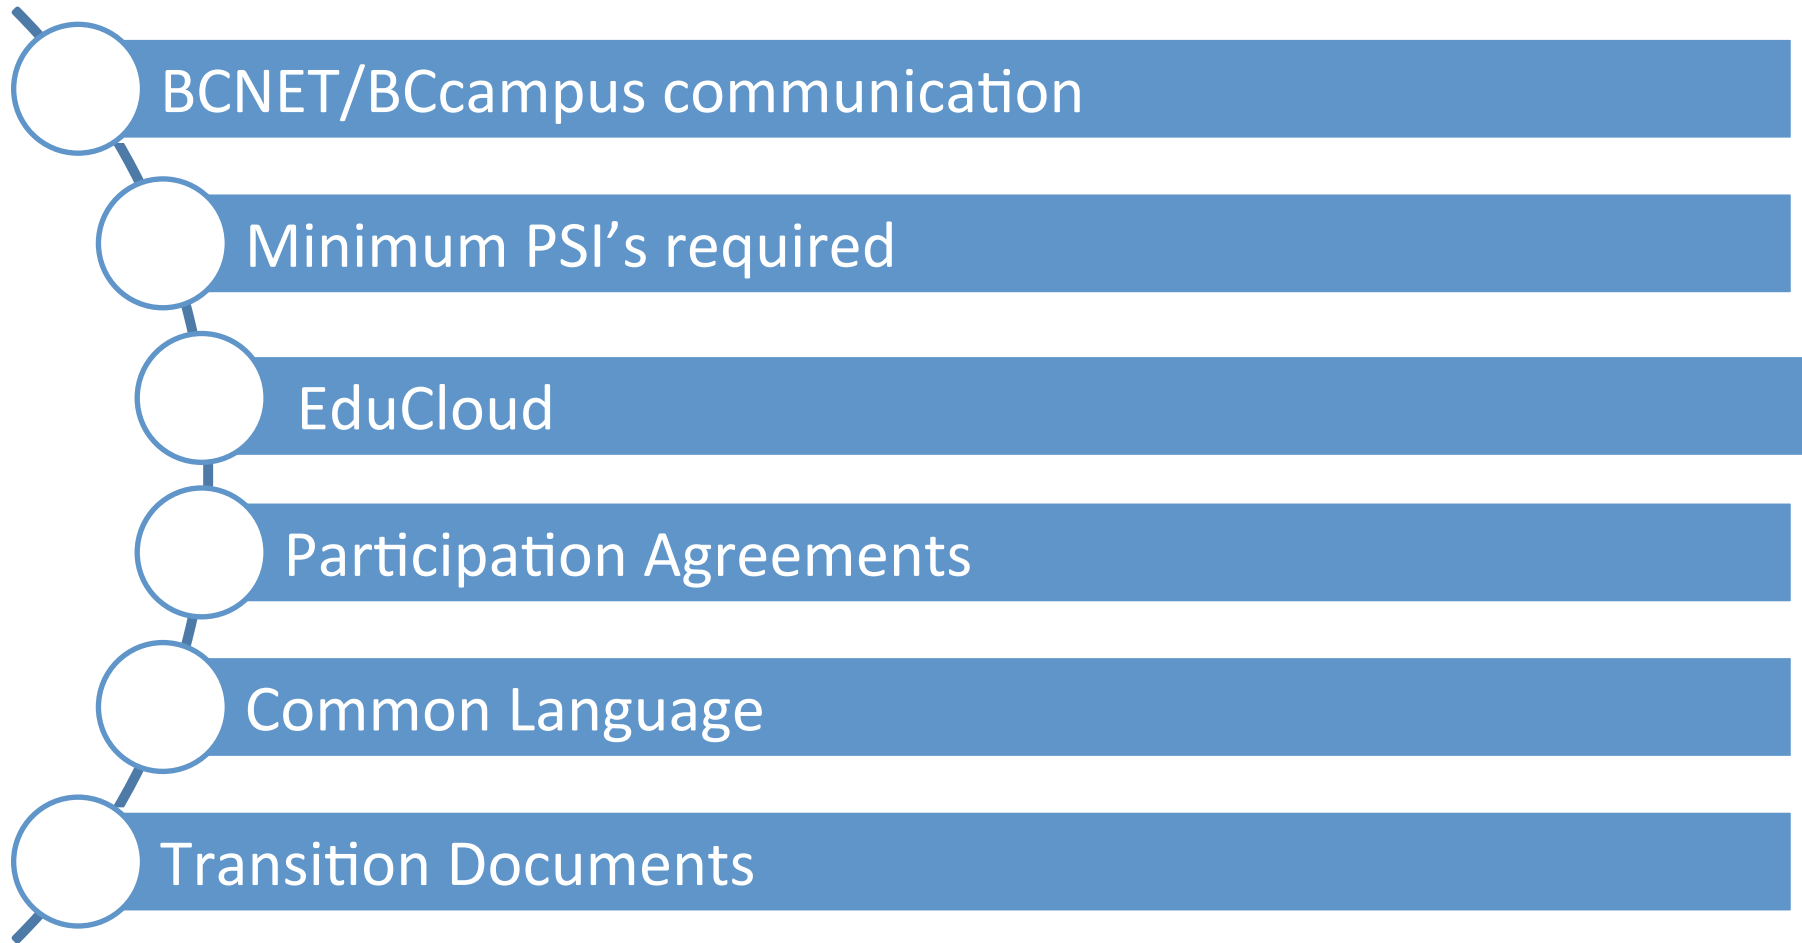 BCNET/BCcampus communication
Minimum PSI’s required
EduCloud
Participation Agreements
Common Language
Transition Documents